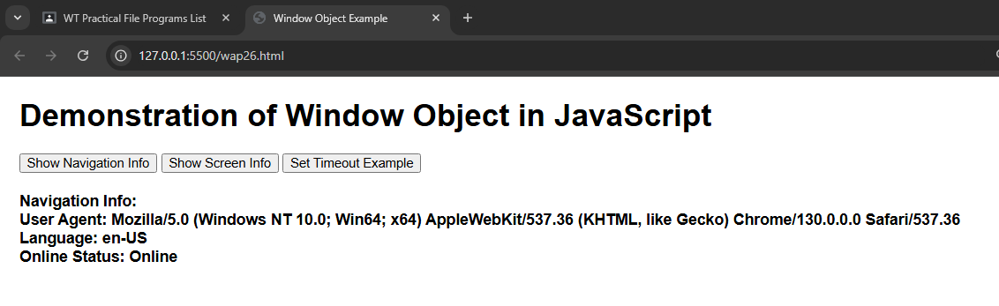 WT Practical File Programs List
Window Object Example
127.0.0.1:5500/wap26.html
Demonstration of Window Object in JavaScript
Show Navigation Info Show Screen Info Set Timeout Example
Navigation Info:
User Agent: Mozilla/5.0 (Windows NT 10.0; Win64; x64) AppleWebKit/537.36 (KHTML, like Gecko) Chrome/130.0.0.0 Safari/537.36
Language: en-US
Online Status: Online